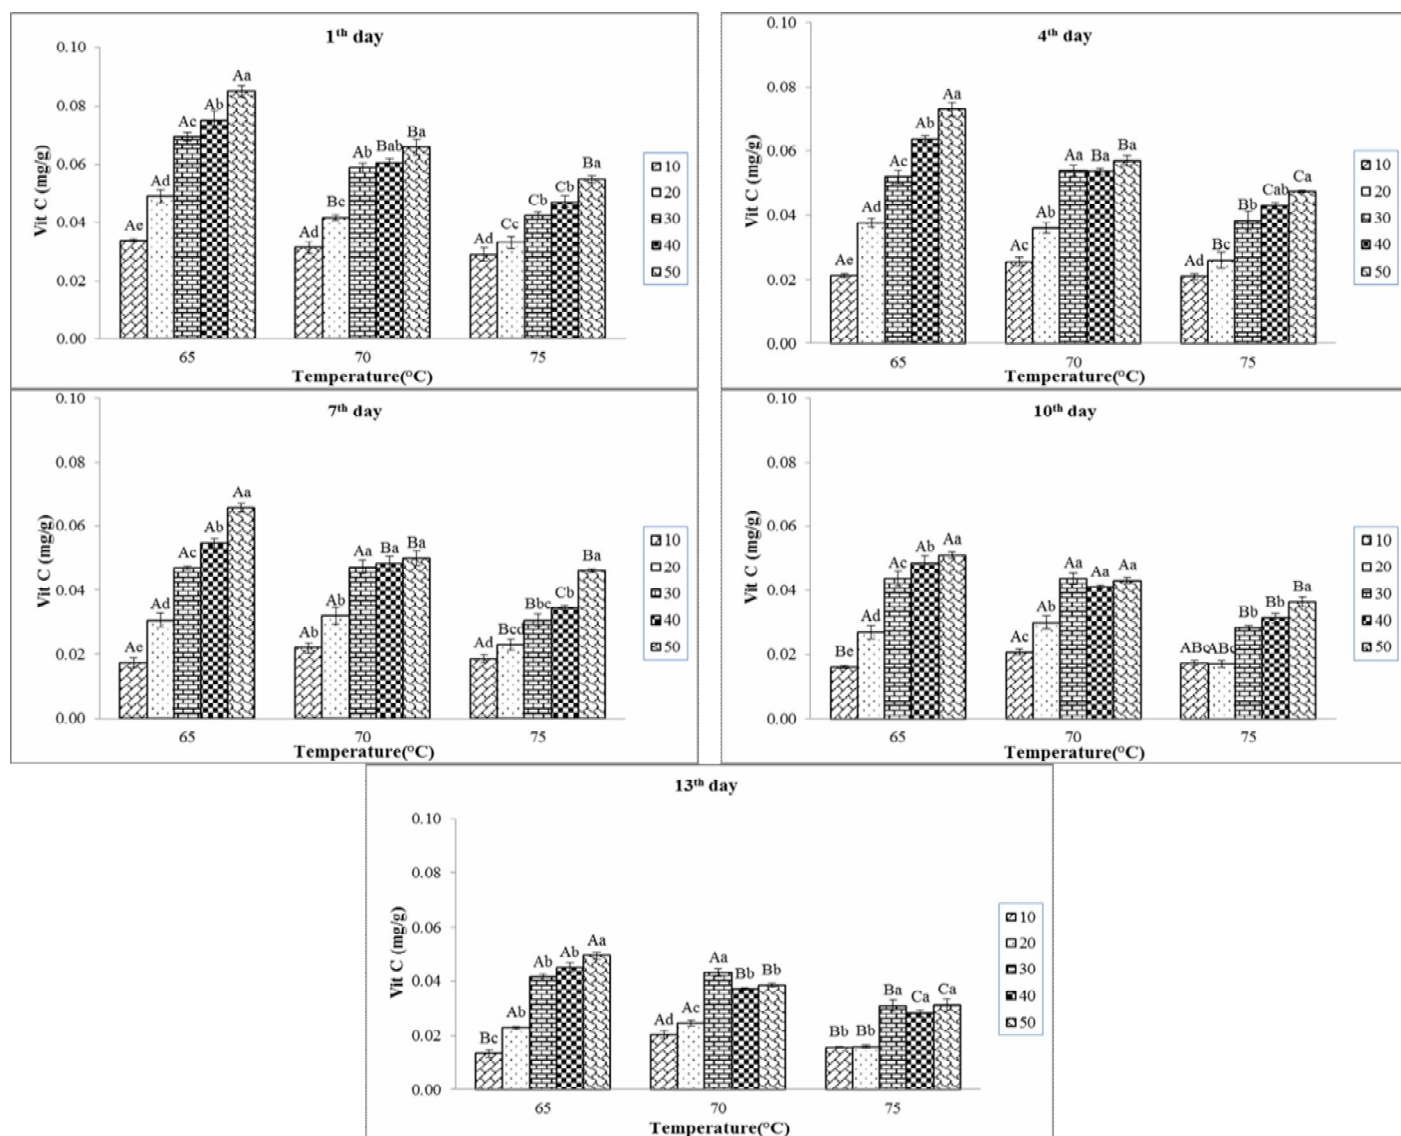 1th day
0.10
0.08
0.06
0.04
0.02
0.00
Vit C (mg/g)
Ae Ad Ac Ab Aa
Ad Bc Ab Bab Ba
Ad Cc Cb Cb Ba
65 70 75
Temperature(°C)
10
20
30
40
50
4th day
0.10
0.08
0.06
0.04
0.02
0.00
Vit C (mg/g)
Ae Ad Ac Ab Aa
Ac Ab Aa Ba Ba
Ad Bc Bb Cab Ca
65 70 75
Temperature(°C)
10
20
30
40
50
7th day
0.10
0.08
0.06
0.04
0.02
0.00
Vit C (mg/g)
Ae Ad Ac Ab Aa
Ab Ab Aa Ba Ba
Ad Bcd Bbc Cb Ba
65 70 75
Temperature(°C)
10
20
30
40
50
10th day
0.10
0.08
0.06
0.04
0.02
0.00
Vit C (mg/g)
Be Ad Ac Ab Aa
Ac Ab Aa Aa Aa
ABc ABc Bb Bb Ba
65 70 75
Temperature(°C)
10
20
30
40
50
13th day
0.10
0.08
0.06
0.04
0.02
0.00
Vit C (mg/g)
Bc Ab Ab Ab Aa
Ad Ac Aa Bb Bb
Bb Bb Ba Ca Ca
65 70 75
Temperature(°C)
10
20
30
40
50